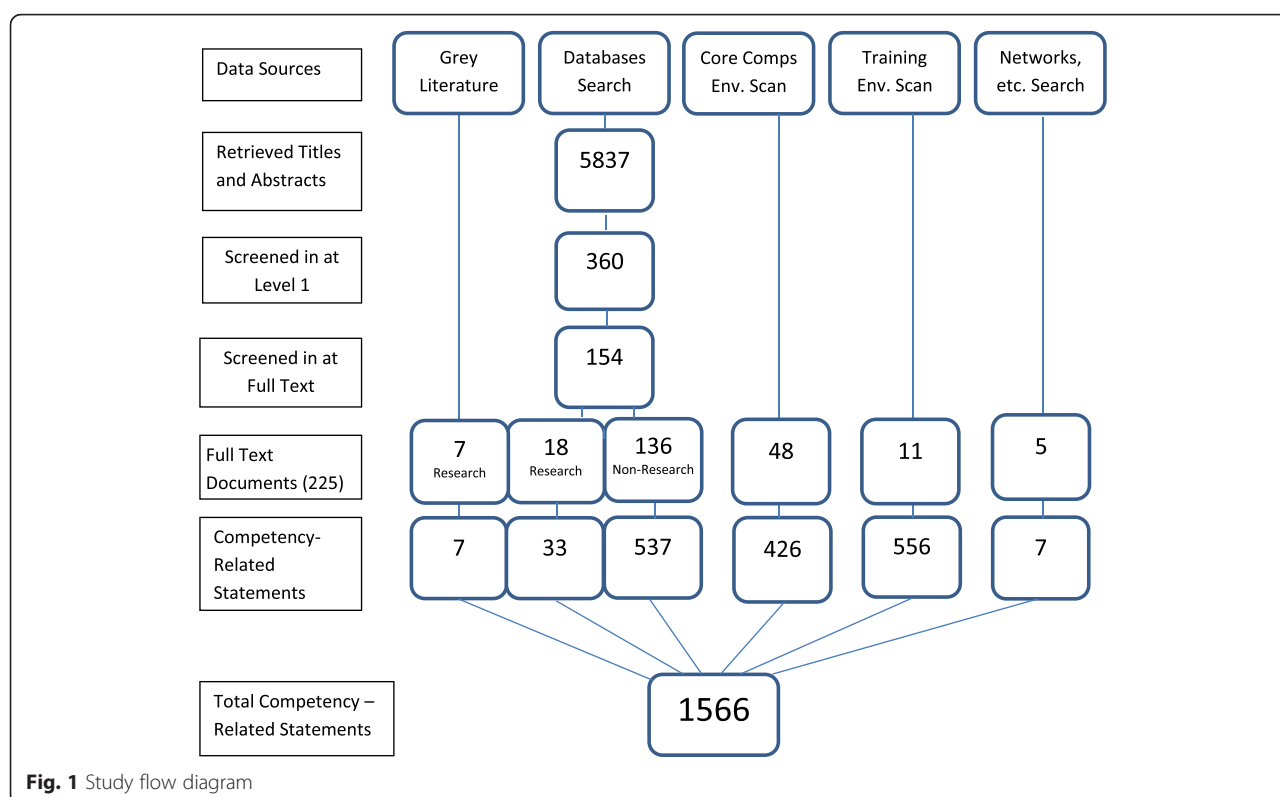 Data Sources
Grey
Literature
Databases
Search
Core Comps
Env. Scan
Training
Env. Scan
Networks,
etc. Search
Retrieved Titles
and Abstracts
5837
Screened in at
Level 1
360
Screened in at
Full Text
154
Full Text
Documents (225)
7
Research
18
Research
136
Non-Research
48
11
5
Competency-
Related
Statements
7
33
537
426
556
7
Total Competency –
Related Statements
1566
Fig. 1 Study flow diagram